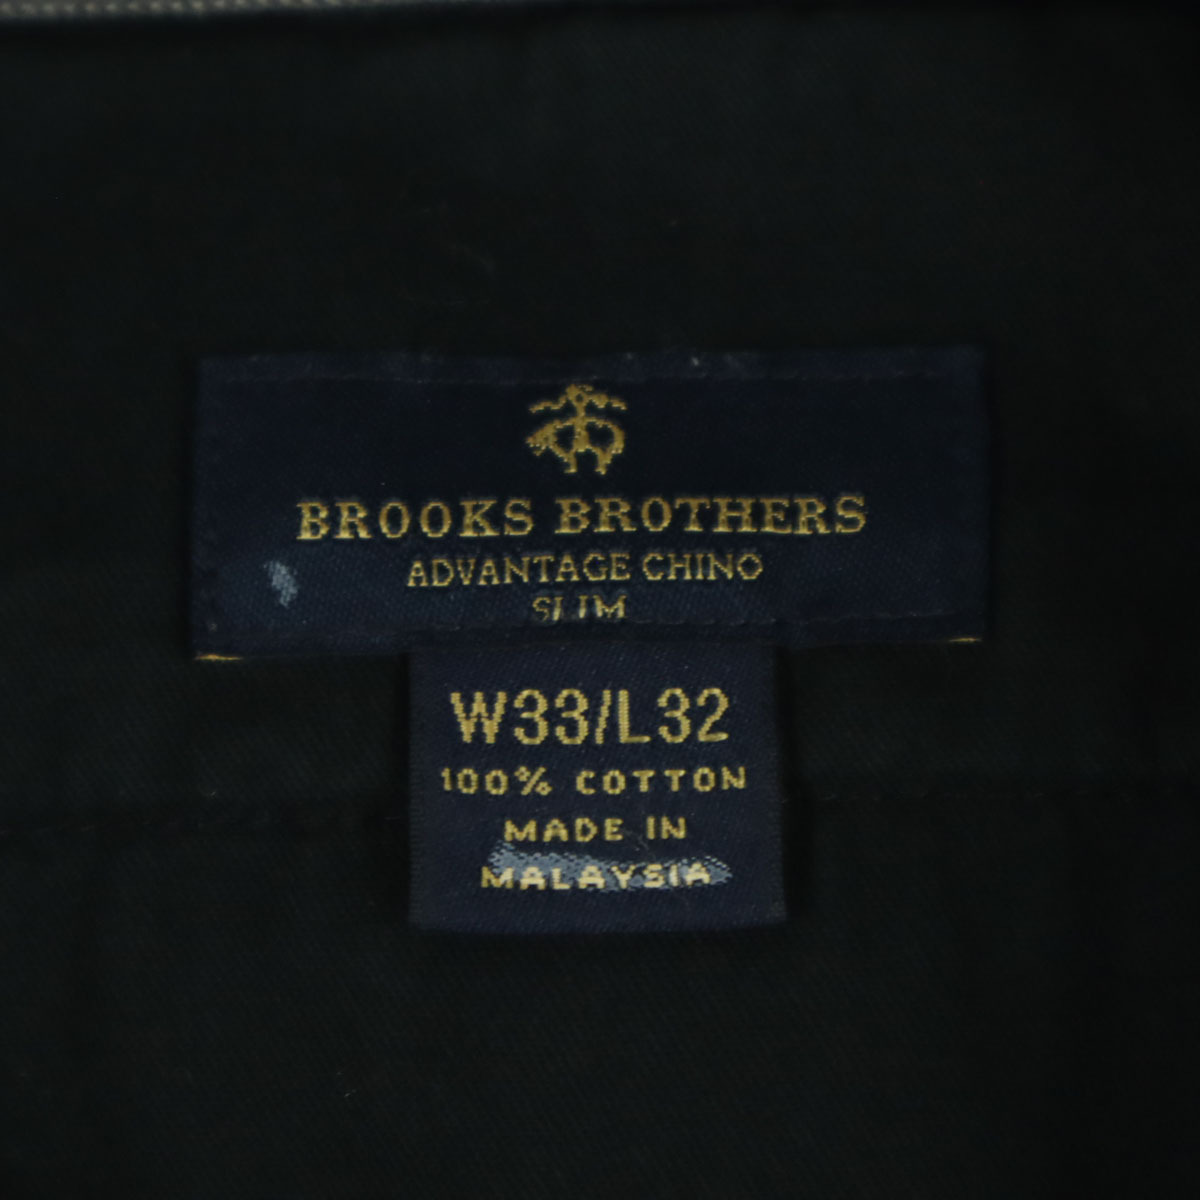 BROOKS BROTHERS
ADVANTAGE CHINO
SLIM
W33/L32
100% COTTON
MADE IN
MALAYSIA